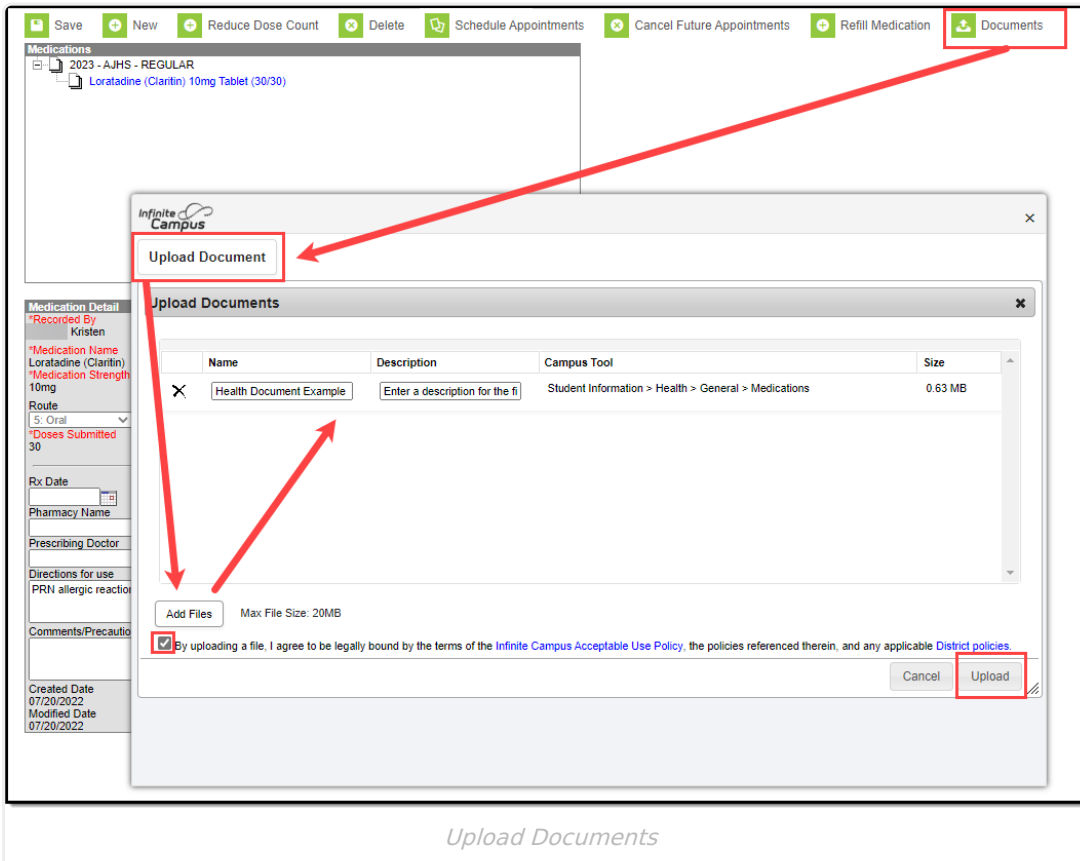 Save New Reduce Dose Count Delete Schedule Appointments Cancel Future Appointments Refill Medication Documents
Medications
2023 - AJHS - REGULAR
Loratadine (Claritin) 10mg Tablet (30/30)
Infinite
Campus
Upload Document
Upload Documents
Name Description Campus Tool Size
Health Document Example Enter a description for the fi Student Information > Health > General > Medications 0.63 MB
Add Files Max File Size: 20MB
By uploading a file, I agree to be legally bound by the terms of the Infinite Campus Acceptable Use Policy, the policies referenced therein, and any applicable District policies.
Cancel Upload
Medication Detail
*Recorded By
Kristen
*Medication Name
Loratadine (Claritin)
*Medication Strength
10mg
Route
5: Oral
*Doses Submitted
30
Rx Date
Pharmacy Name
Prescribing Doctor
Directions for use
PRN allergic reaction
Comments/Precautio
Created Date
07/20/2022
Modified Date
07/20/2022
Upload Documents